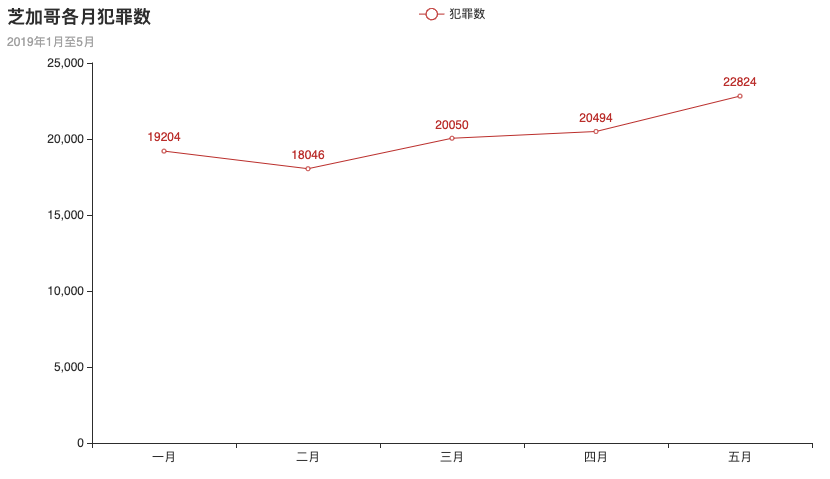 芝加哥各月犯罪数
犯罪数
2019年1月至5月
25,000
20,000
15,000
10,000
5,000
0
19204
18046
20050
20494
22824
一月
二月
三月
四月
五月